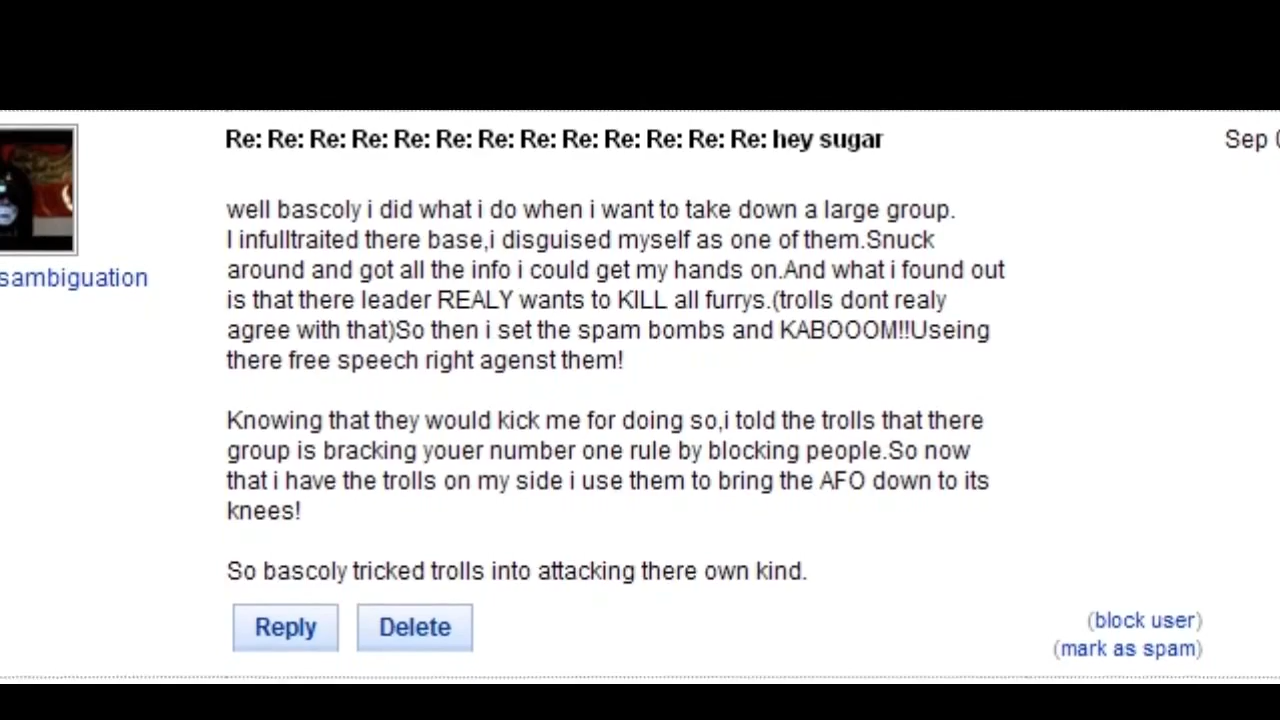 Re: Re: Re: Re: Re: Re: Re: Re: Re: Re: Re: Re: Re: hey sugar
Sep
well bascoly i did what i do when i want to take down a large group.
I infulltraited there base,i disguised myself as one of them.Snuck
around and got all the info i could get my hands on.And what i found out
is that there leader REALY wants to KILL all furrys.(trolls dont realy
agree with that)So then i set the spam bombs and KABOOOM!!Useing
there free speech right agenst them!
sambiguation
Knowing that they would kick me for doing so,i told the trolls that there
group is bracking youer number one rule by blocking people.So now
that i have the trolls on my side i use them to bring the AFO down to its
knees!
So bascoly tricked trolls into attacking there own kind.
Reply Delete
(block user)
(mark as spam)